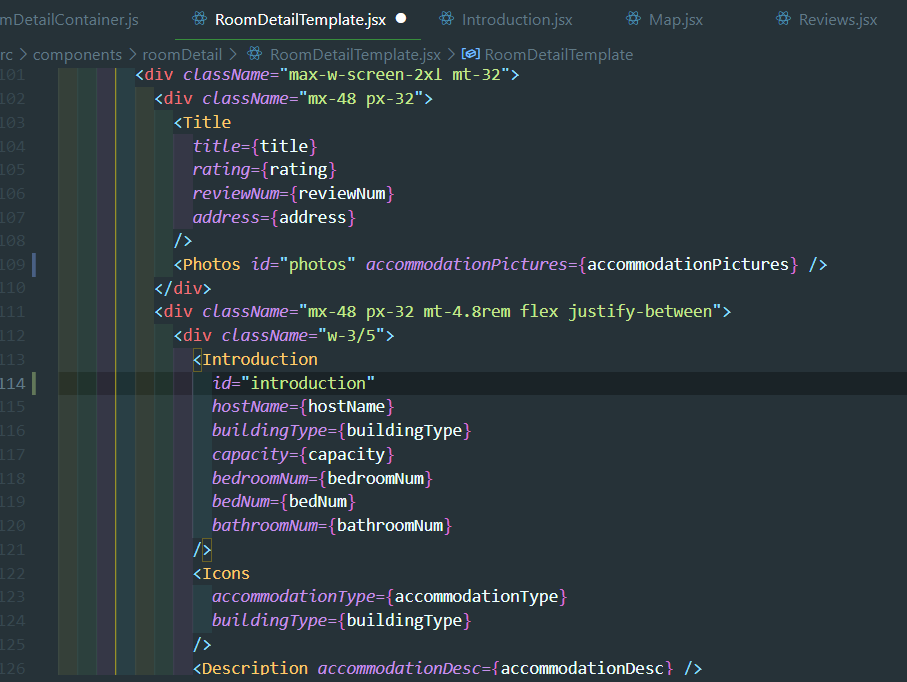 mDetailContainer.js RoomDetailTemplate.jsx Introduction.jsx Map.jsx Reviews.jsx
rc > components > roomDetail > RoomDetailTemplate.jsx > RoomDetailTemplate
101 <div className="max-w-screen-2xl mt-32">
102 <div className="mx-48 px-32">
103 <Title
104 title={title}
105 rating={rating}
106 reviewNum={reviewNum}
107 address={address}
108 />
109 <Photos id="photos" accommodationPictures={accommodationPictures} />
110 </div>
111 <div className="mx-48 px-32 mt-4.8rem flex justify-between">
112 <div className="w-3/5">
113 <Introduction
114 id="introduction"
115 hostName={hostName}
116 buildingType={buildingType}
117 capacity={capacity}
118 bedroomNum={bedroomNum}
119 bedNum={bedNum}
120 bathroomNum={bathroomNum}
121 />
122 <Icons
123 accommodationType={accommodationType}
124 buildingType={buildingType}
125 />
126 <Description accommodationDesc={accommodationDesc} />